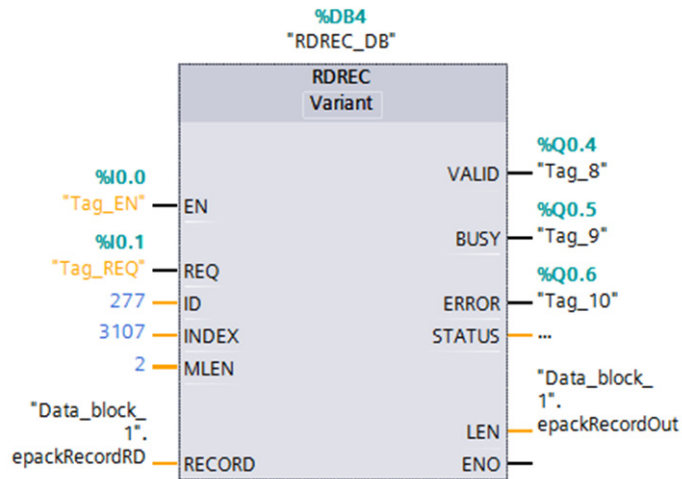 %DB4
"RDREC_DB"
RDREC
Variant
%I0.0
"Tag_EN"
EN
%I0.1
"Tag_REQ"
REQ
277
ID
3107
INDEX
2
MLEN
"Data_block_
1".
epackRecordRD
RECORD
%Q0.4
VALID
"Tag_8"
%Q0.5
BUSY
"Tag_9"
%Q0.6
ERROR
"Tag_10"
STATUS
...
"Data_block_
1".
LEN
epackRecordOut
ENO